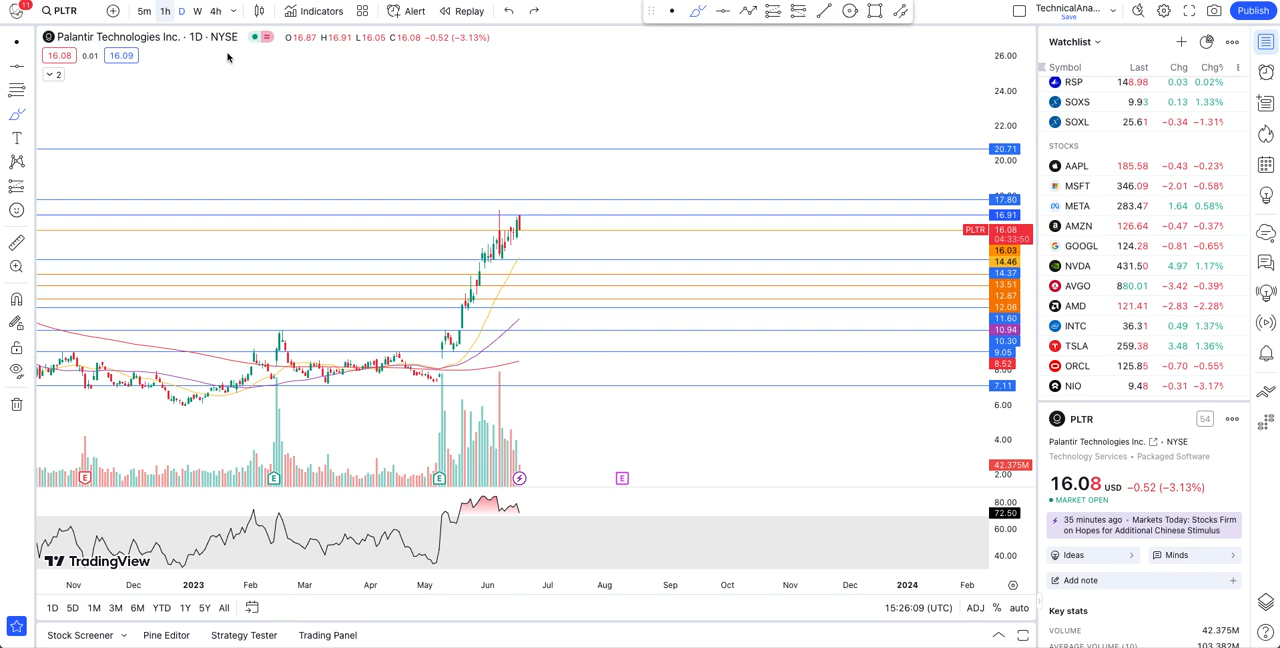 11
PLTR
5m 1h D W 4h
Indicators
Alert
Replay
TechnicalAna...
Save
Publish
Palantir Technologies Inc. · 1D · NYSE
O16.87 H16.91 L16.05 C16.08 −0.52 (−3.13%)
16.08 0.01 16.09
2
26.00
24.00
22.00
20.71
20.00
17.80
16.91
PLTR 16.08
04:33:50
16.03
14.46
14.37
13.51
12.87
12.08
11.60
10.94
10.30
9.05
8.52
7.11
6.00
4.00
42.375M
2.00
E E E
80.00
72.50
60.00
40.00
TradingView
Nov Dec 2023 Feb Mar Apr May Jun Jul Aug Sep Oct Nov Dec 2024 Feb
1D 5D 1M 3M 6M YTD 1Y 5Y All
15:26:09 (UTC) ADJ % auto
Stock Screener Pine Editor Strategy Tester Trading Panel
Watchlist
Symbol Last Chg Chg%
RSP 148.98 0.03 0.02%
SOXS 9.93 0.13 1.33%
SOXL 25.61 −0.34 −1.31%
STOCKS
AAPL 185.58 −0.43 −0.23%
MSFT 346.09 −2.01 −0.58%
META 283.47 1.64 0.58%
AMZN 126.64 −0.47 −0.37%
GOOGL 124.28 −0.81 −0.65%
NVDA 431.50 4.97 1.17%
AVGO 880.01 −3.42 −0.39%
AMD 121.41 −2.83 −2.28%
INTC 36.31 0.49 1.37%
TSLA 259.38 3.48 1.36%
ORCL 125.85 −0.70 −0.55%
NIO 9.48 −0.31 −3.17%
PLTR 54
Palantir Technologies Inc. • NYSE
Technology Services • Packaged Software
16.08 USD −0.52 (−3.13%)
MARKET OPEN
35 minutes ago • Markets Today: Stocks Firm
on Hopes for Additional Chinese Stimulus
Ideas
Minds
Add note
Key stats
VOLUME 42.375M
AVERAGE VOLUME (10) 103.382M